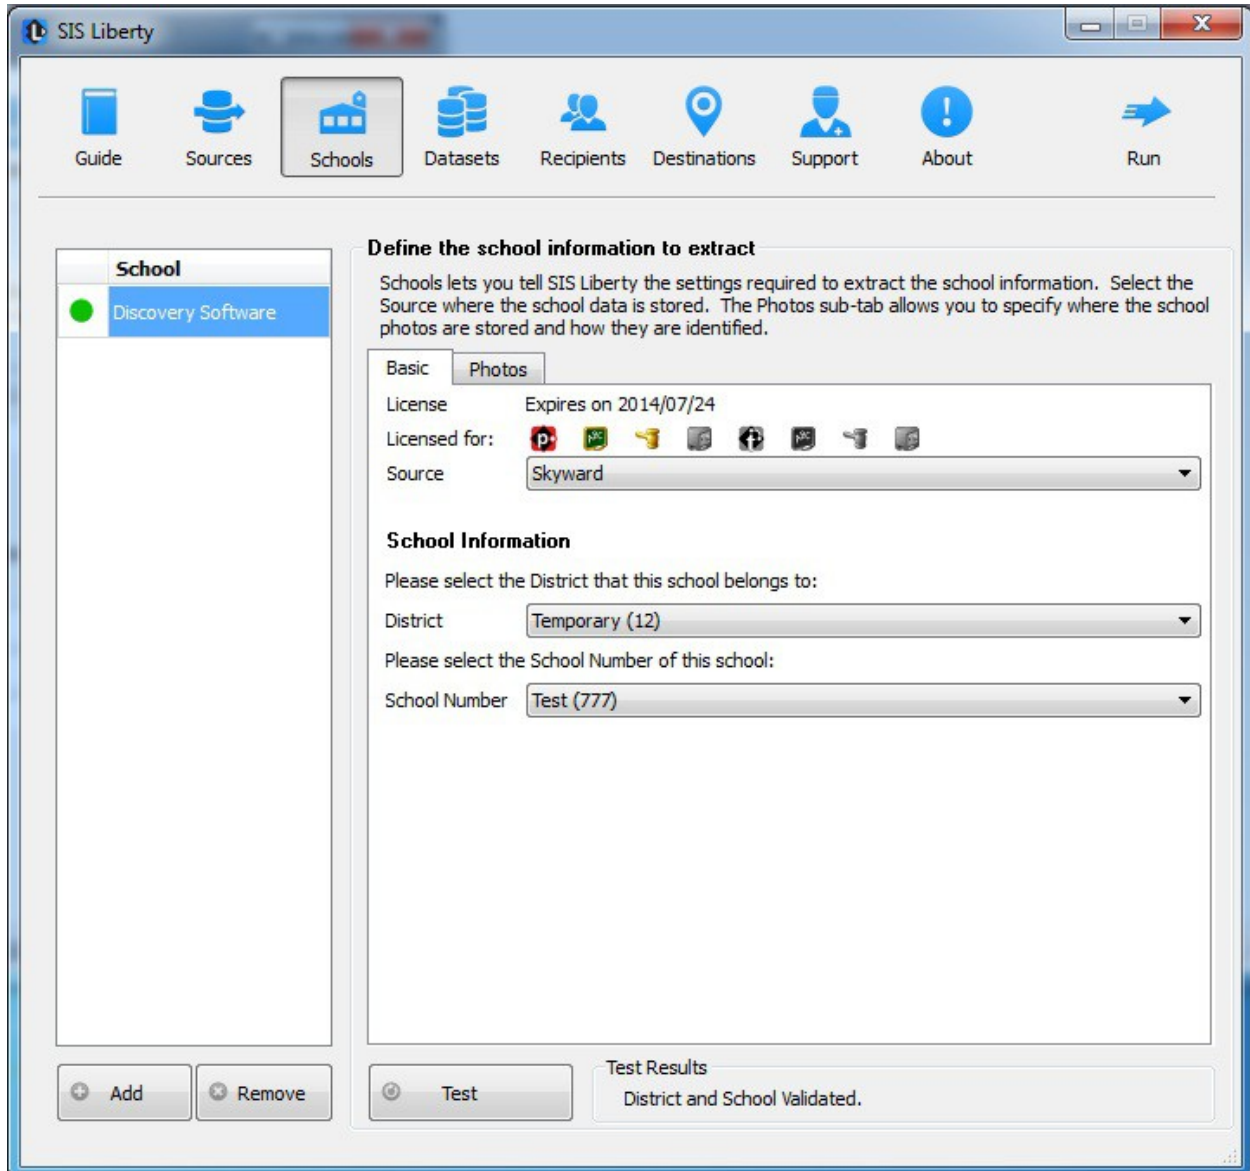 SIS Liberty
Guide Sources Schools Datasets Recipients Destinations Support About Run
School
Discovery Software
Define the school information to extract
Schools lets you tell SIS Liberty the settings required to extract the school information. Select the
Source where the school data is stored. The Photos sub-tab allows you to specify where the school
photos are stored and how they are identified.
Basic Photos
License Expires on 2014/07/24
Licensed for:
Source Skyward
School Information
Please select the District that this school belongs to:
District Temporary (12)
Please select the School Number of this school:
School Number Test (777)
Add Remove Test
Test Results
District and School Validated.